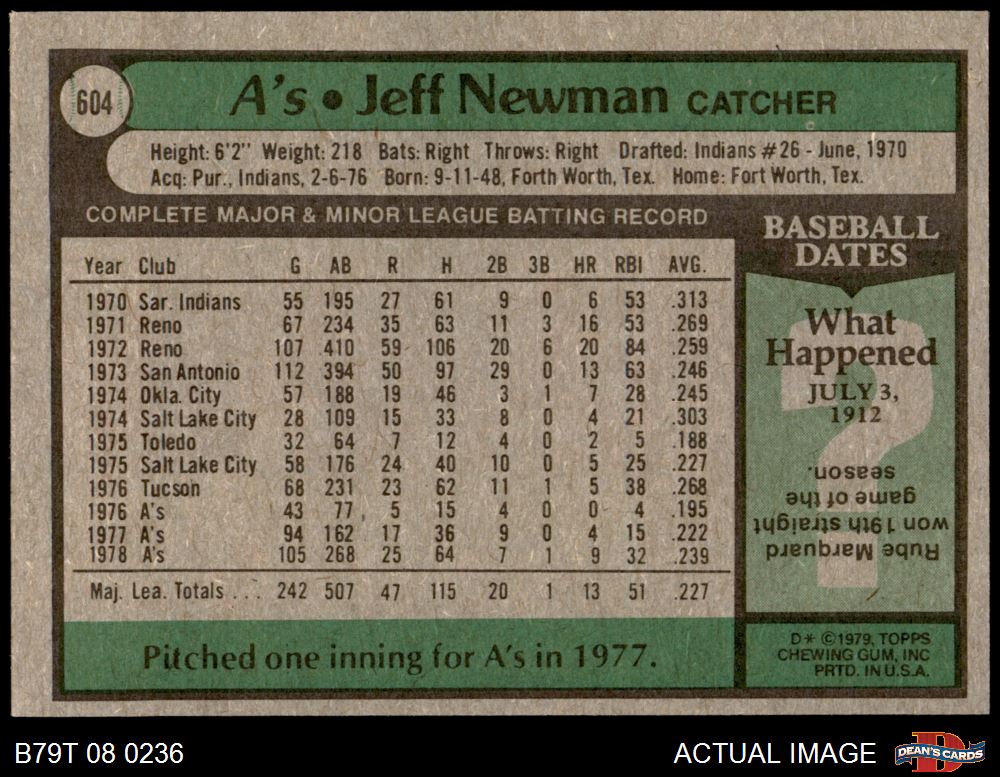 604
A's • Jeff Newman CATCHER
Height: 6'2" Weight: 218 Bats: Right Throws: Right Drafted: Indians #26 - June, 1970
Acq: Pur., Indians, 2-6-76 Born: 9-11-48, Forth Worth, Tex. Home: Fort Worth, Tex.
COMPLETE MAJOR & MINOR LEAGUE BATTING RECORD
Year Club G AB R H 2B 3B HR RBI AVG.
1970 Sar. Indians 55 195 27 61 9 0 6 53 .313
1971 Reno 67 234 35 63 11 3 16 53 .269
1972 Reno 107 410 59 106 20 6 20 84 .259
1973 San Antonio 112 394 50 97 29 0 13 63 .246
1974 Okla. City 57 188 19 46 3 1 7 28 .245
1974 Salt Lake City 28 109 15 33 8 0 4 21 .303
1975 Toledo 32 64 7 12 4 0 2 5 .188
1975 Salt Lake City 58 176 24 40 10 0 5 25 .227
1976 Tucson 68 231 23 62 11 1 5 38 .268
1976 A's 43 77 5 15 4 0 0 4 .195
1977 A's 94 162 17 36 9 0 4 15 .222
1978 A's 105 268 25 64 7 1 9 32 .239
Maj. Lea. Totals . . . 242 507 47 115 20 1 13 51 .227
Pitched one inning for A's in 1977.
BASEBALL
DATES
What
Happened
JULY 3,
1912
?
Rube Marquard
won 19th straight
game of the
season.
D* ©1979, TOPPS
CHEWING GUM, INC
PRTD. IN U.S.A.
B79T 08 0236
ACTUAL IMAGE
D
DEAN'S CARDS